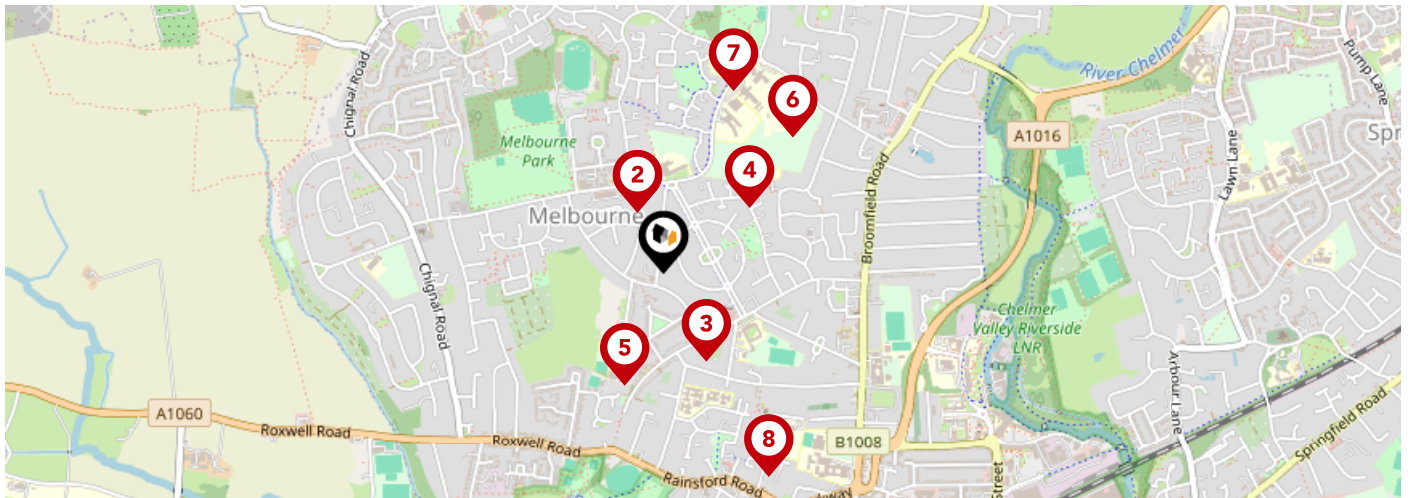 Chignal Road
7
River Chelmer
Pump Lane
6
A1016
Melbourne
Park
Broomfield Road
Lawn Lane
Spr
2
4
Melbourne
Chignal Road
3
Chelmer
Valley Riverside
LNR
5
Arbour Lane
A1060
Roxwell Road
Roxwell Road
8
B1008
Springfield Road
Rainsford Road
kway
Street